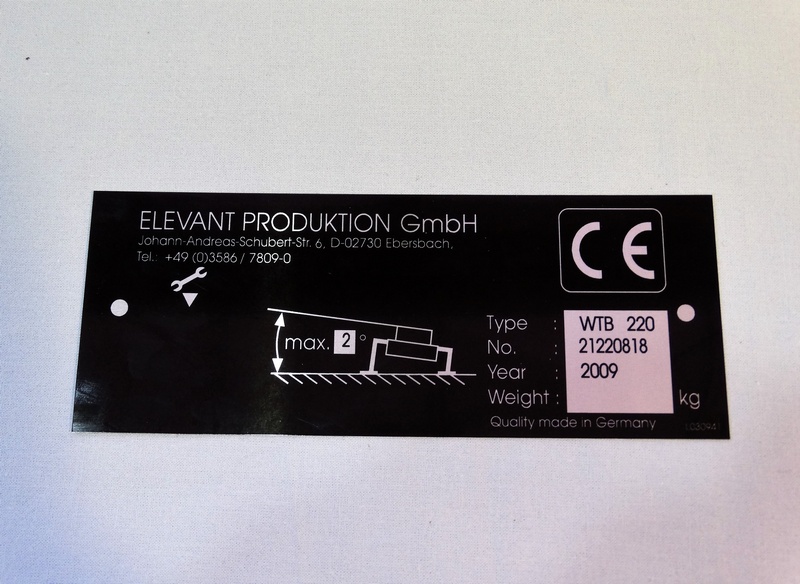 ELEVANT PRODUKTION GmbH
Johann-Andreas-Schubert-Str. 6, D-02730 Ebersbach,
Tel.: +49 (0)3586 / 7809-0
CE
max. 2°
Type : WTB 220
No. : 21220818
Year : 2009
Weight : kg
Quality made in Germany